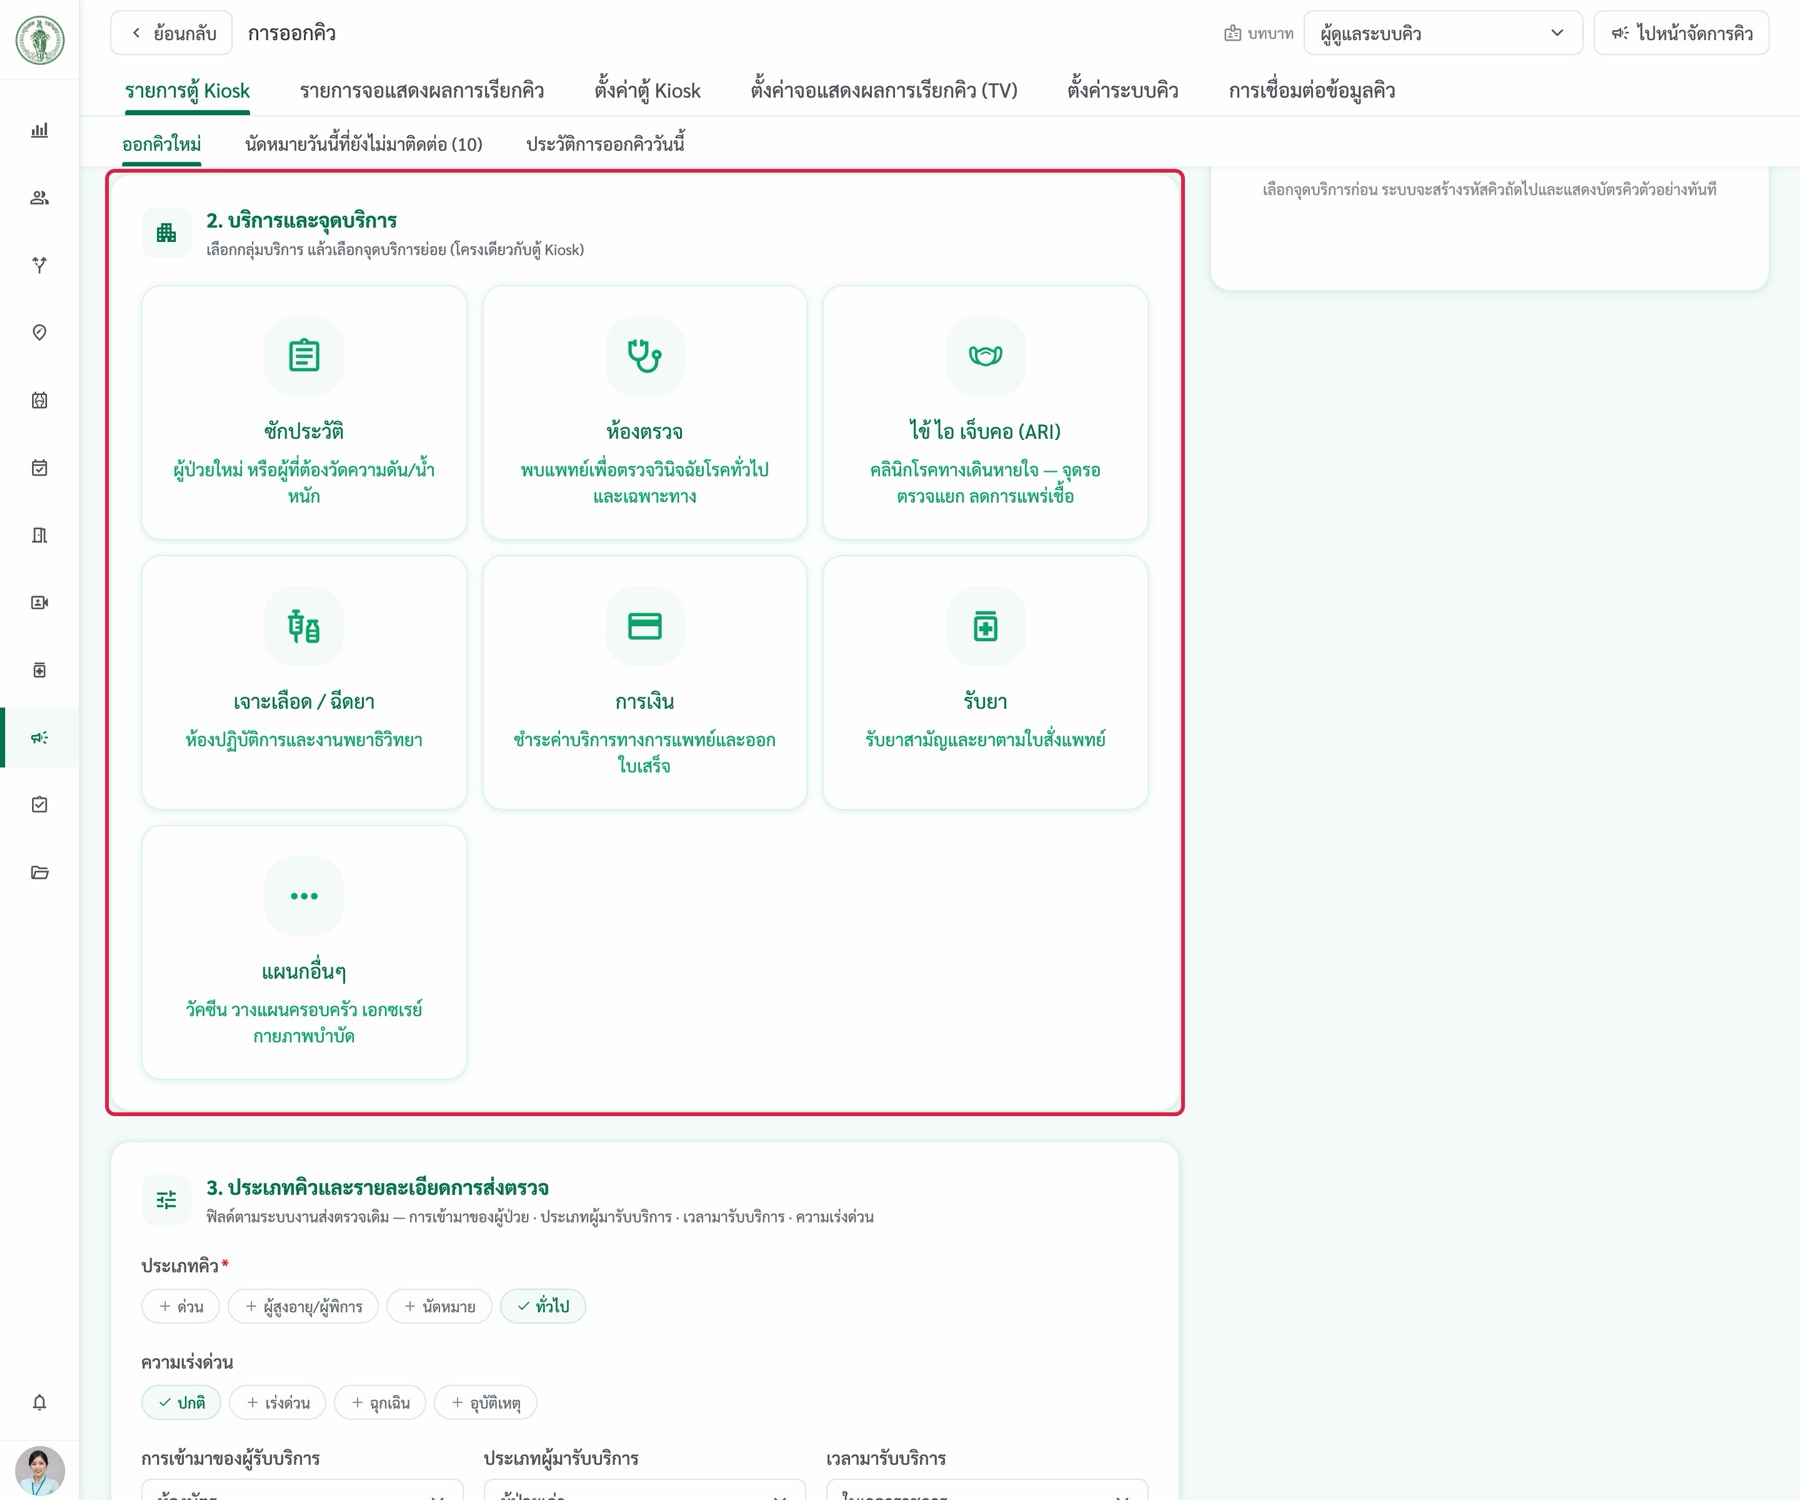 ย้อนกลับ
การออกคิว
บทบาท
ผู้ดูแลระบบคิว
ไปหน้าจัดการคิว
รายการตู้ Kiosk
รายการจอแสดงผลการเรียกคิว
ตั้งค่าตู้ Kiosk
ตั้งค่าจอแสดงผลการเรียกคิว (TV)
ตั้งค่าระบบคิว
การเชื่อมต่อข้อมูลคิว
ออกคิวใหม่
นัดหมายวันนี้ที่ยังไม่มาติดต่อ (10)
ประวัติการออกคิววันนี้
เลือกจุดบริการก่อน ระบบจะสร้างรหัสคิวถัดไปและแสดงบัตรคิวตัวอย่างทันที
2. บริการและจุดบริการ
เลือกกลุ่มบริการ แล้วเลือกจุดบริการย่อย (โครงเดียวกับตู้ Kiosk)
ซักประวัติ
ผู้ป่วยใหม่ หรือผู้ที่ต้องวัดความดัน/น้ำ
หนัก
ห้องตรวจ
พบแพทย์เพื่อตรวจวินิจฉัยโรคทั่วไป
และเฉพาะทาง
ไข้ ไอ เจ็บคอ (ARI)
คลินิกโรคทางเดินหายใจ — จุดรอ
ตรวจแยก ลดการแพร่เชื้อ
เจาะเลือด / ฉีดยา
ห้องปฏิบัติการและงานพยาธิวิทยา
การเงิน
ชำระค่าบริการทางการแพทย์และออก
ใบเสร็จ
รับยา
รับยาสามัญและยาตามใบสั่งแพทย์
แผนกอื่นๆ
วัคซีน วางแผนครอบครัว เอกซเรย์
กายภาพบำบัด
3. ประเภทคิวและรายละเอียดการส่งตรวจ
ฟิลด์ตามระบบงานส่งตรวจเดิม — การเข้ามาของผู้ป่วย · ประเภทผู้มารับบริการ · เวลามารับบริการ · ความเร่งด่วน
ประเภทคิว*
ด่วน
ผู้สูงอายุ/ผู้พิการ
นัดหมาย
ทั่วไป
ความเร่งด่วน
ปกติ
เร่งด่วน
ฉุกเฉิน
อุบัติเหตุ
การเข้ามาของผู้รับบริการ
ประเภทผู้มารับบริการ
เวลามารับบริการ